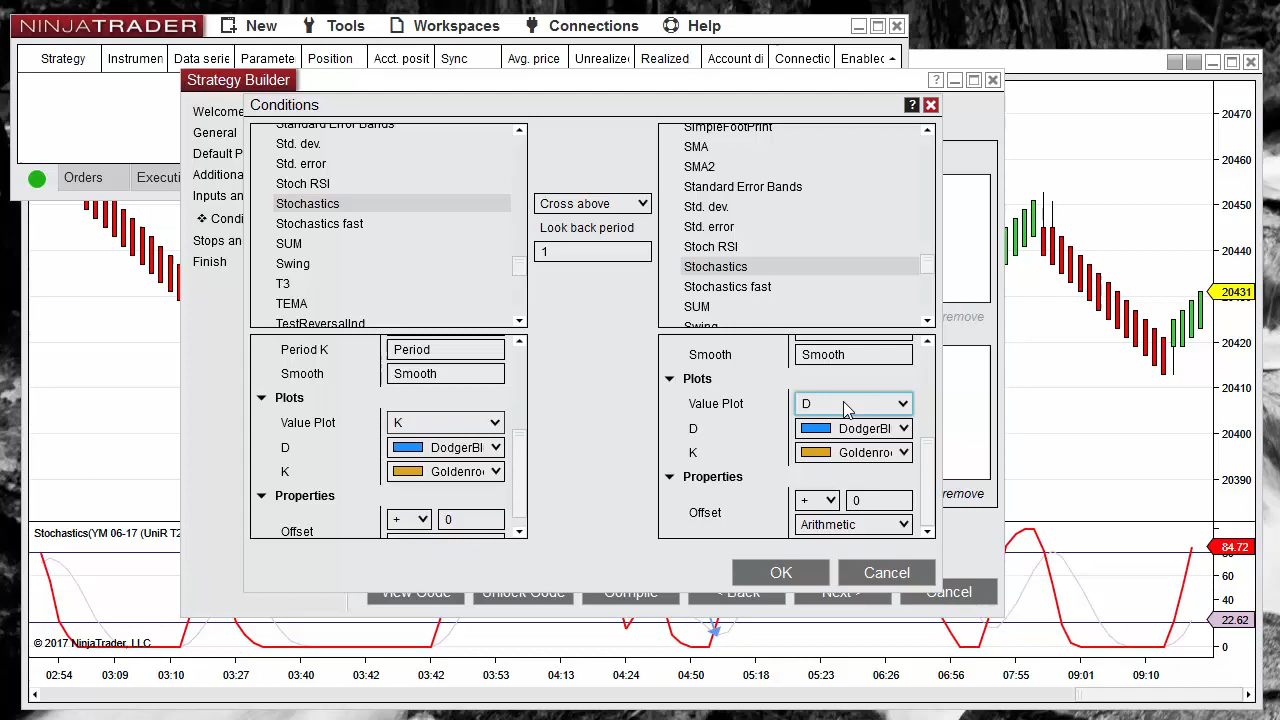 NINJATRADER New Tools Workspaces Connections Help
Strategy Instrumen Data serie Paramete Position Acct. posit Sync Avg. price Unrealize Realized Account di Connectic Enablec
Orders Executi
Strategy Builder
Welcome
General
Default P
Additiona
Inputs an
Condi
Stops an
Finish
Conditions
Standard Error Bands
Std. dev.
Std. error
Stoch RSI
Stochastics
Stochastics fast
SUM
Swing
T3
TEMA
TestReversalInd
Cross above
Look back period
1
SimpleFootPrint
SMA
SMA2
Standard Error Bands
Std. dev.
Std. error
Stoch RSI
Stochastics
Stochastics fast
SUM
Swing
Period K Period
Smooth Smooth
Plots
Value Plot K
D DodgerBl
K Goldenro
Properties
Offset + 0
Smooth Smooth
Plots
Value Plot D
D DodgerBl
K Goldenro
Properties
Offset + 0
Arithmetic
OK Cancel
remove
remove
View Code Unlock Code Compile < Back Next > Cancel
20470
20460
20450
20440
20431
20420
20410
20400
20390
Stochastics(YM 06-17 (UniR T2
84.72
60
40
22.62
0
© 2017 NinjaTrader, LLC
02:54 03:09 03:10 03:27 03:40 03:42 03:53 04:13 04:24 04:50 05:18 05:23 06:26 06:56 07:55 09:01 09:10